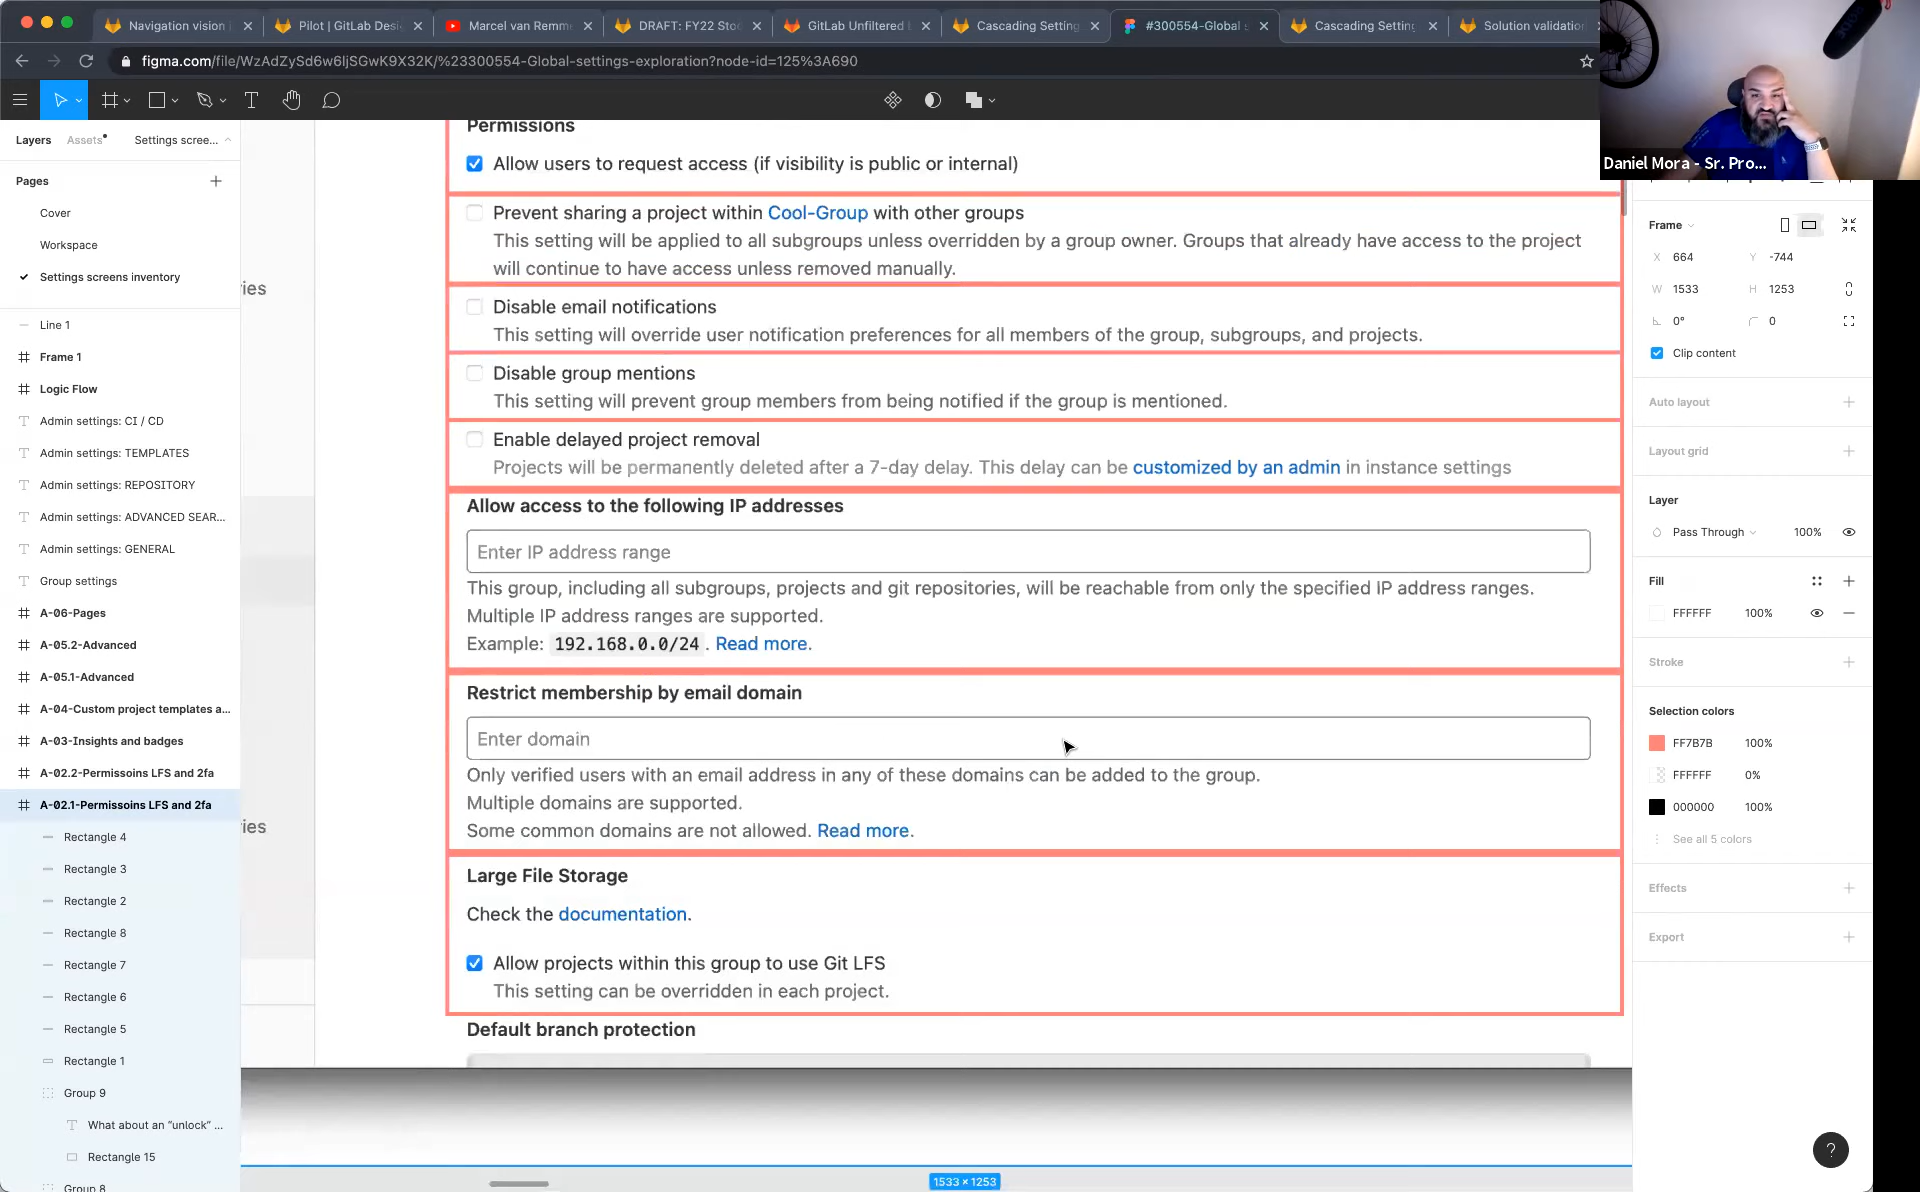 Navigation vision
Pilot | GitLab Desi
Marcel van Remme
DRAFT: FY22 Stoc
GitLab Unfiltered
Cascading Setting
#300554-Global s
Cascading Setting
Solution validation
figma.com/file/WzAdZySd6w6ljSGwK9X32K/%23300554-Global-settings-exploration?node-id=125%3A690
Daniel Mora - Sr. Pro...
Layers
Assets
Settings scree...
Pages
Cover
Workspace
Settings screens inventory
Line 1
Frame 1
Logic Flow
Admin settings: CI / CD
Admin settings: TEMPLATES
Admin settings: REPOSITORY
Admin settings: ADVANCED SEAR...
Admin settings: GENERAL
Group settings
A-06-Pages
A-05.2-Advanced
A-05.1-Advanced
A-04-Custom project templates a...
A-03-Insights and badges
A-02.2-Permissoins LFS and 2fa
A-02.1-Permissoins LFS and 2fa
Rectangle 4
Rectangle 3
Rectangle 2
Rectangle 8
Rectangle 7
Rectangle 6
Rectangle 5
Rectangle 1
Group 9
What about an "unlock" ...
Rectangle 15
Group 8
ries
ries
Permissions
Allow users to request access (if visibility is public or internal)
Prevent sharing a project within Cool-Group with other groups
This setting will be applied to all subgroups unless overridden by a group owner. Groups that already have access to the project
will continue to have access unless removed manually.
Disable email notifications
This setting will override user notification preferences for all members of the group, subgroups, and projects.
Disable group mentions
This setting will prevent group members from being notified if the group is mentioned.
Enable delayed project removal
Projects will be permanently deleted after a 7-day delay. This delay can be customized by an admin in instance settings
Allow access to the following IP addresses
Enter IP address range
This group, including all subgroups, projects and git repositories, will be reachable from only the specified IP address ranges.
Multiple IP address ranges are supported.
Example: 192.168.0.0/24 . Read more.
Restrict membership by email domain
Enter domain
Only verified users with an email address in any of these domains can be added to the group.
Multiple domains are supported.
Some common domains are not allowed. Read more.
Large File Storage
Check the documentation.
Allow projects within this group to use Git LFS
This setting can be overridden in each project.
Default branch protection
1533 × 1253
Frame
X 664 Y -744
W 1533 H 1253
0° 0
Clip content
Auto layout
Layout grid
Layer
Pass Through 100%
Fill
FFFFFF 100%
Stroke
Selection colors
FF7B7B 100%
FFFFFF 0%
000000 100%
See all 5 colors
Effects
Export
?